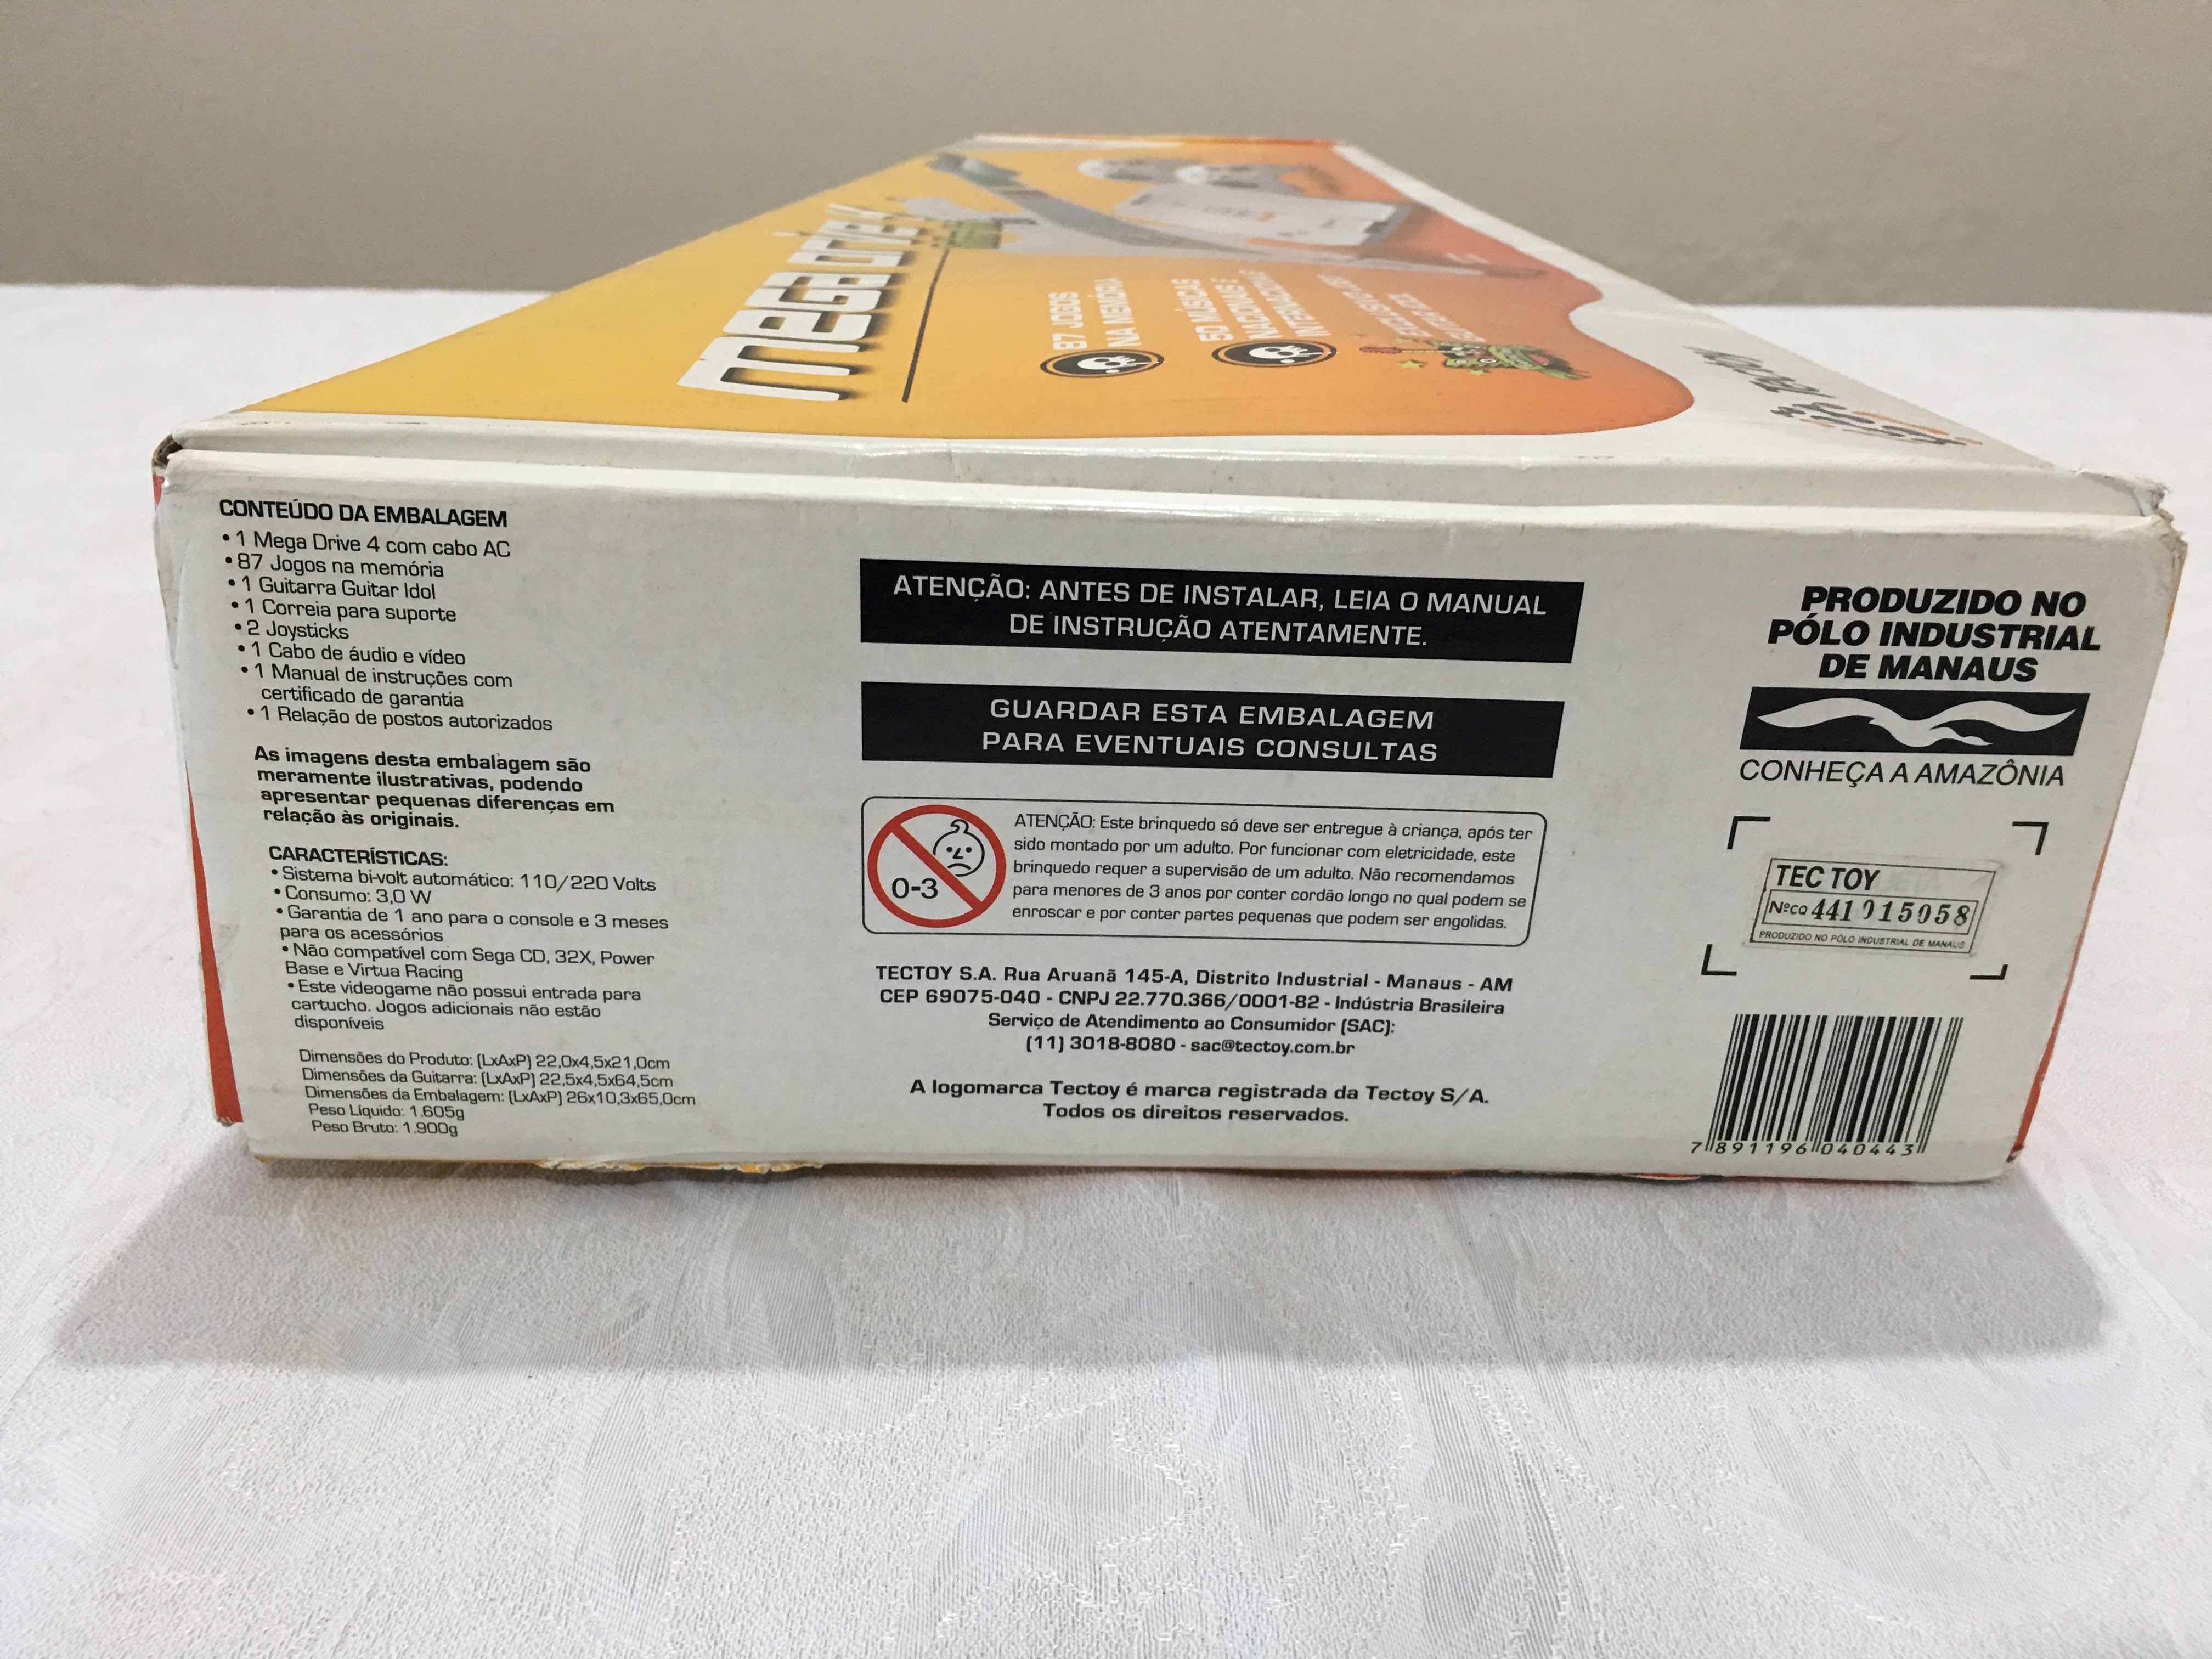 mega drive 4
87 JOGOS
NA MEMÓRIA
50 MÚSICAS
NACIONAIS E
INTERNACIONAIS
CONTEÚDO DA EMBALAGEM
• 1 Mega Drive 4 com cabo AC
• 87 Jogos na memória
• 1 Guitarra Guitar Idol
• 1 Correia para suporte
• 2 Joysticks
• 1 Cabo de áudio e vídeo
• 1 Manual de instruções com
certificado de garantia
• 1 Relação de postos autorizados
As imagens desta embalagem são
meramente ilustrativas, podendo
apresentar pequenas diferenças em
relação às originais.
CARACTERÍSTICAS:
• Sistema bi-volt automático: 110/220 Volts
• Consumo: 3,0 W
• Garantia de 1 ano para o console e 3 meses
para os acessórios
• Não compatível com Sega CD, 32X, Power
Base e Virtua Racing
• Este videogame não possui entrada para
cartucho. Jogos adicionais não estão
disponíveis
Dimensões do Produto: (LxAxP) 22,0x4,5x21,0cm
Dimensões da Guitarra: (LxAxP) 22,5x4,5x64,5cm
Dimensões da Embalagem: (LxAxP) 26x10,3x65,0cm
Peso Líquido: 1.605g
Peso Bruto: 1.900g
ATENÇÃO: ANTES DE INSTALAR, LEIA O MANUAL
DE INSTRUÇÃO ATENTAMENTE.
GUARDAR ESTA EMBALAGEM
PARA EVENTUAIS CONSULTAS
0-3
ATENÇÃO: Este brinquedo só deve ser entregue à criança, após ter
sido montado por um adulto. Por funcionar com eletricidade, este
brinquedo requer a supervisão de um adulto. Não recomendamos
para menores de 3 anos por conter cordão longo no qual podem se
enroscar e por conter partes pequenas que podem ser engolidas.
TECTOY S.A. Rua Aruanã 145-A, Distrito Industrial - Manaus - AM
CEP 69075-040 - CNPJ 22.770.366/0001-82 - Indústria Brasileira
Serviço de Atendimento ao Consumidor (SAC):
(11) 3018-8080 - sac@tectoy.com.br
A logomarca Tectoy é marca registrada da Tectoy S/A.
Todos os direitos reservados.
PRODUZIDO NO
PÓLO INDUSTRIAL
DE MANAUS
CONHEÇA A AMAZÔNIA
TEC TOY
Nºca 441015058
PRODUZIDO NO PÓLO INDUSTRIAL DE MANAUS
7 891196 040443